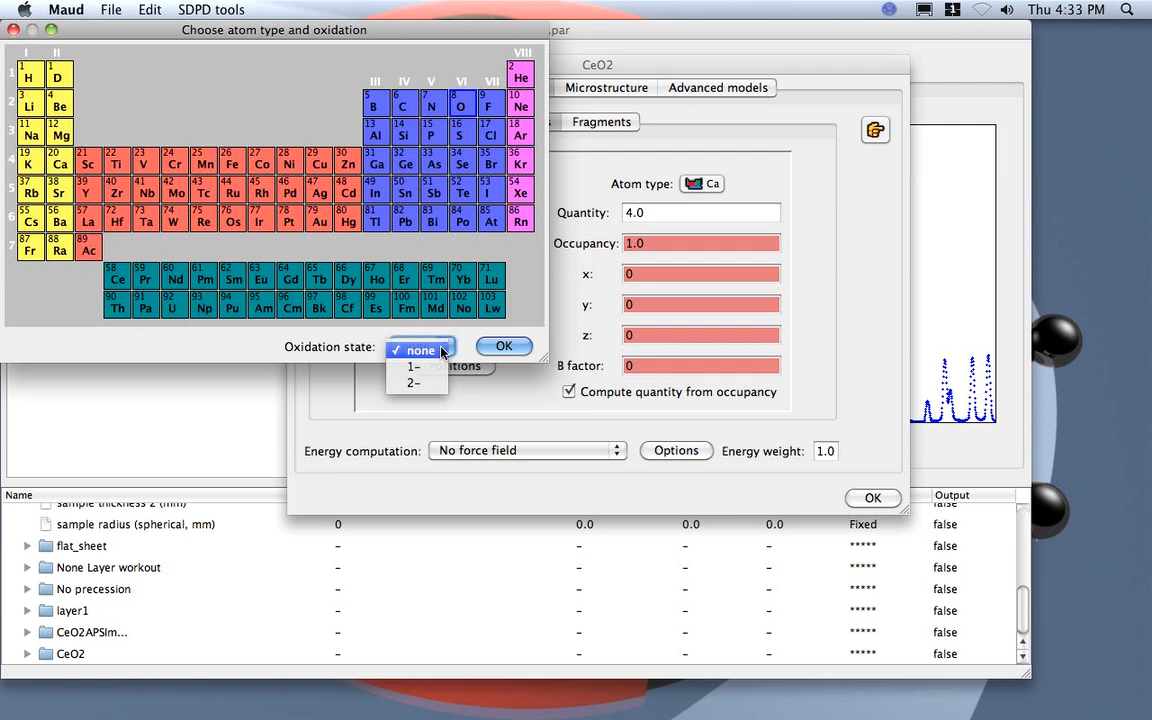 Maud File Edit SDPD tools 1 Thu 4:33 PM
Choose atom type and oxidation
.par
I II VIII
1 1 H 1 D 2 He
III IV V VI VII
2 3 Li 4 Be 5 B 6 C 7 N 8 O 9 F 10 Ne
3 11 Na 12 Mg 13 Al 14 Si 15 P 16 S 17 Cl 18 Ar
4 19 K 20 Ca 21 Sc 22 Ti 23 V 24 Cr 25 Mn 26 Fe 27 Co 28 Ni 29 Cu 30 Zn 31 Ga 32 Ge 33 As 34 Se 35 Br 36 Kr
5 37 Rb 38 Sr 39 Y 40 Zr 41 Nb 42 Mo 43 Tc 44 Ru 45 Rh 46 Pd 47 Ag 48 Cd 49 In 50 Sn 51 Sb 52 Te 53 I 54 Xe
6 55 Cs 56 Ba 57 La 72 Hf 73 Ta 74 W 75 Re 76 Os 77 Ir 78 Pt 79 Au 80 Hg 81 Tl 82 Pb 83 Bi 84 Po 85 At 86 Rn
7 87 Fr 88 Ra 89 Ac
58 Ce 59 Pr 60 Nd 61 Pm 62 Sm 63 Eu 64 Gd 65 Tb 66 Dy 67 Ho 68 Er 69 Tm 70 Yb 71 Lu
90 Th 91 Pa 92 U 93 Np 94 Pu 95 Am 96 Cm 97 Bk 98 Cf 99 Es 100 Fm 101 Md 102 No 103 Lw
Oxidation state: ✓ none OK
1-
2-
CeO2
Microstructure Advanced models
Fragments
Atom type: Ca
Quantity: 4.0
Occupancy: 1.0
x: 0
y: 0
z: 0
B factor: 0
Compute quantity from occupancy
Energy computation: No force field Options Energy weight: 1.0
OK
Name Output
sample thickness 2 (mm) false
sample radius (spherical, mm) 0 0.0 0.0 0.0 Fixed false
flat_sheet – – – – ***** false
None Layer workout – – – – ***** false
No precession – – – – ***** false
layer1 – – – – ***** false
CeO2APSIm... – – – – ***** false
CeO2 – – – – ***** false